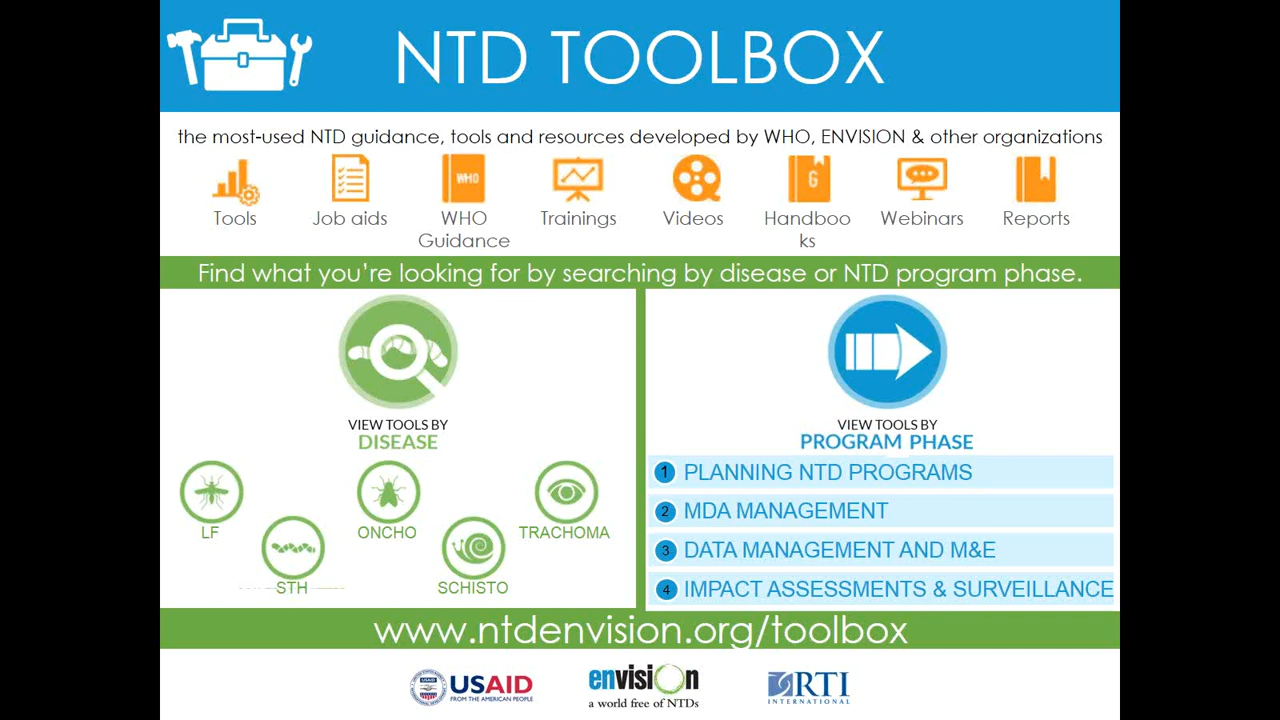 NTD TOOLBOX
the most-used NTD guidance, tools and resources developed by WHO, ENVISION & other organizations
WHO
G
Tools
Job aids
WHO
Guidance
Trainings
Videos
Handboo
ks
Webinars
Reports
Find what you're looking for by searching by disease or NTD program phase.
VIEW TOOLS BY
DISEASE
LF
ONCHO
TRACHOMA
STH
SCHISTO
VIEW TOOLS BY
PROGRAM PHASE
1 PLANNING NTD PROGRAMS
2 MDA MANAGEMENT
3 DATA MANAGEMENT AND M&E
4 IMPACT ASSESSMENTS & SURVEILLANCE
www.ntdenvision.org/toolbox
USAID
FROM THE AMERICAN PEOPLE
envision
a world free of NTDs
RTI
INTERNATIONAL